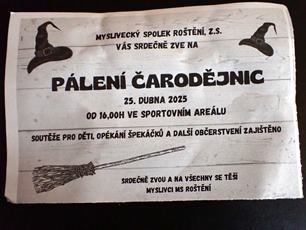 MYSLIVECKÝ SPOLEK ROŠTĚNÍ, Z.S.
VÁS SRDEČNĚ ZVE NA
PÁLENÍ ČARODĚJNIC
25. DUBNA 2025
OD 16,00H VE SPORTOVNÍM AREÁLU
SOUTĚŽE PRO DĚTI, OPÉKÁNÍ ŠPEKÁČKŮ A DALŠÍ OBČERSTVENÍ ZAJIŠTĚNO
SRDEČNĚ ZVOU A NA VŠECHNY SE TĚŠÍ
MYSLIVCI MS ROŠTĚNÍ